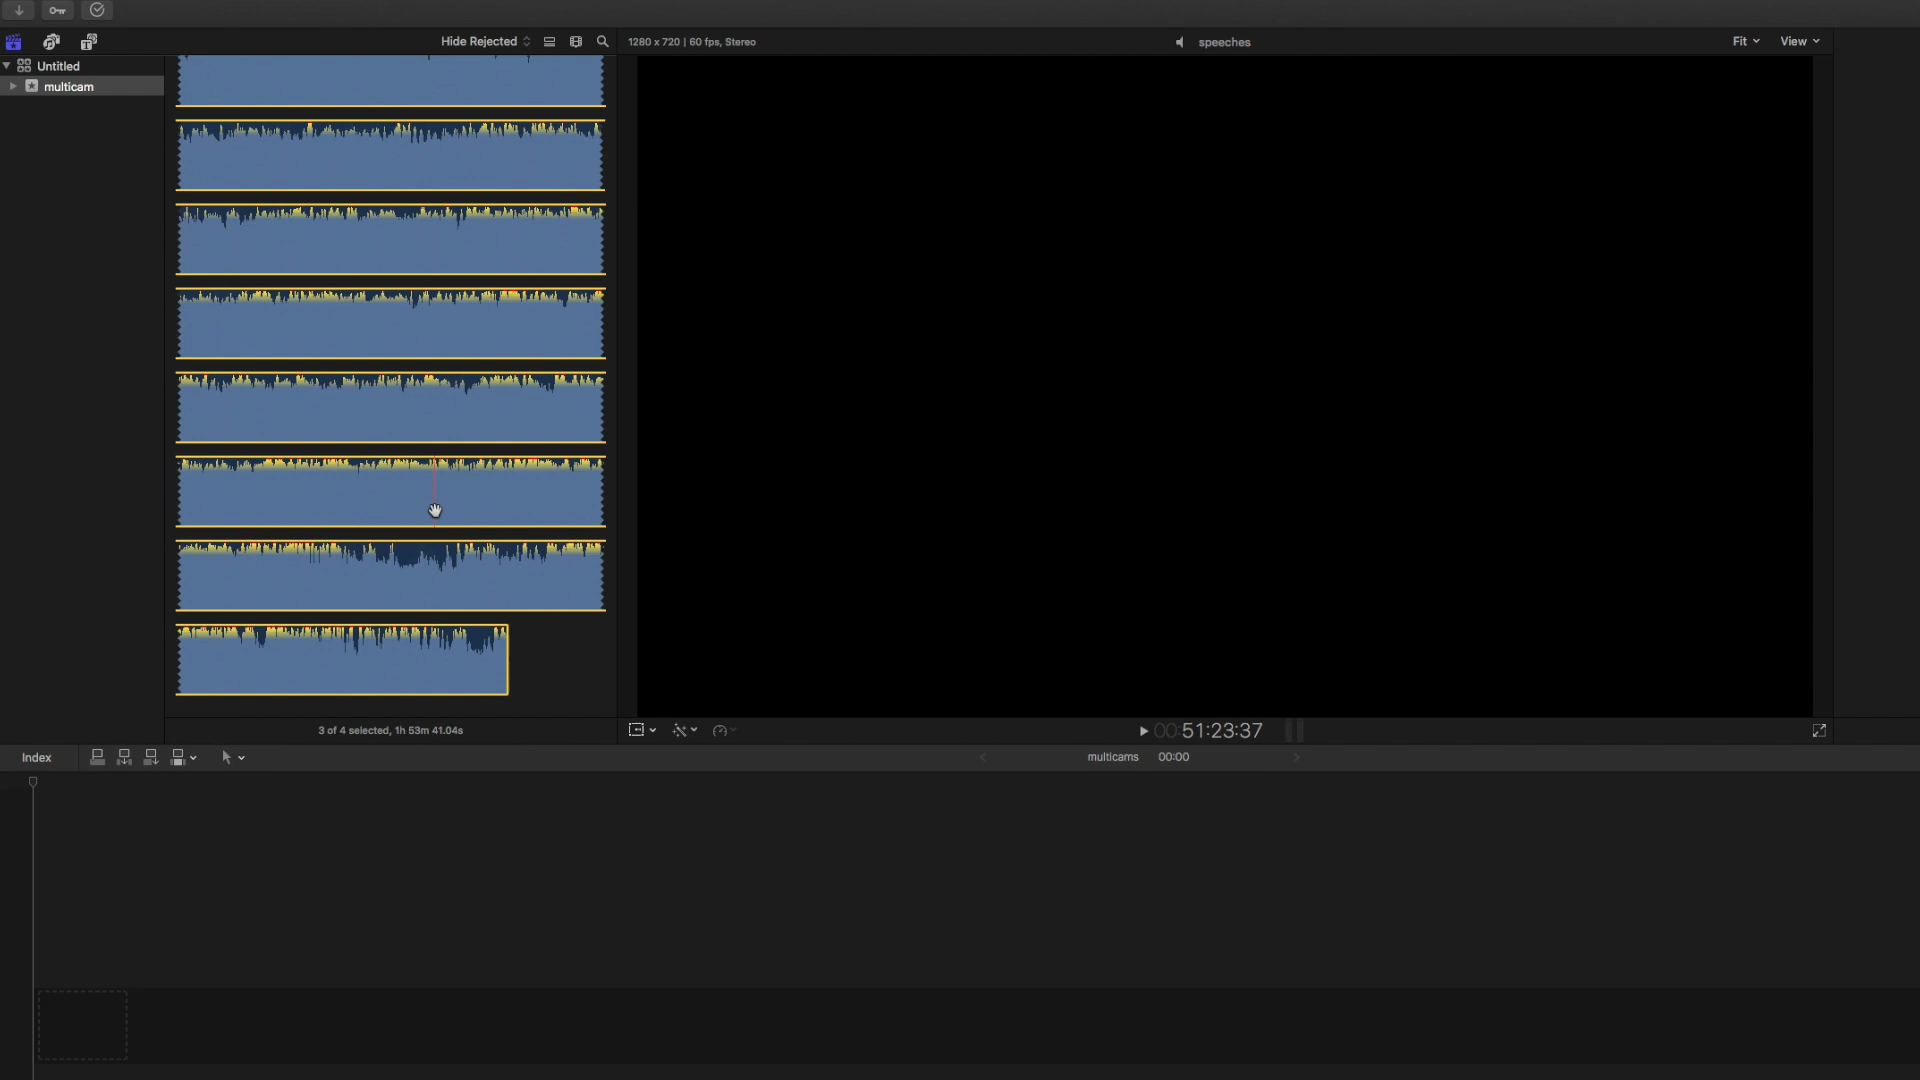 Hide Rejected
1280 x 720 | 60 fps, Stereo
speeches
Fit
View
Untitled
multicam
3 of 4 selected, 1h 53m 41.04s
00:51:23:37
Index
multicams
00:00